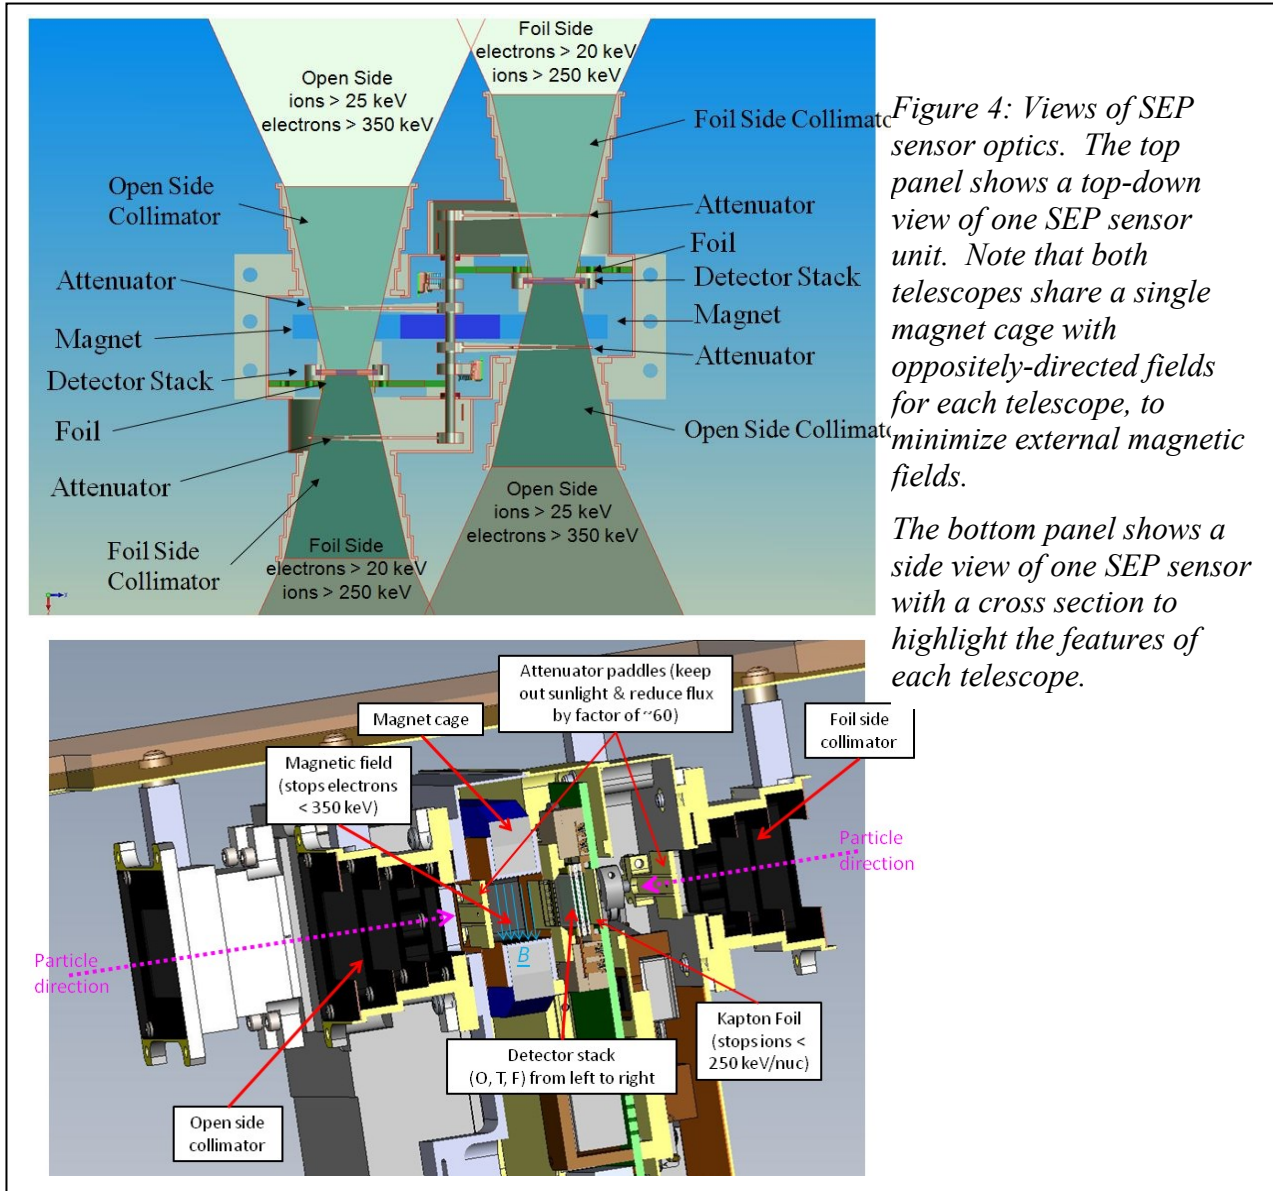 Foil Side
electrons > 20 keV
ions > 250 keV
Open Side
ions > 25 keV
electrons > 350 keV
Foil Side Collimato
Open Side
Collimator
Attenuator
Foil
Attenuator
Detector Stack
Magnet
Magnet
Attenuator
Detector Stack
Foil
Open Side Collimato
Attenuator
Open Side
ions > 25 keV
electrons > 350 keV
Foil Side
Collimator
Foil Side
electrons > 20 keV
ions > 250 keV
Figure 4: Views of SEP
sensor optics. The top
panel shows a top-down
view of one SEP sensor
unit. Note that both
telescopes share a single
magnet cage with
oppositely-directed fields
for each telescope, to
minimize external magnetic
fields.
The bottom panel shows a
side view of one SEP sensor
with a cross section to
highlight the features of
each telescope.
Attenuator paddles (keep
out sunlight & reduce flux
by factor of ~60)
Magnet cage
Foil side
collimator
Magnetic field
(stops electrons
< 350 keV)
Particle
direction
Particle
direction
B
Kapton Foil
(stops ions <
250 keV/nuc)
Detector stack
(O, T, F) from left to right
Open side
collimator